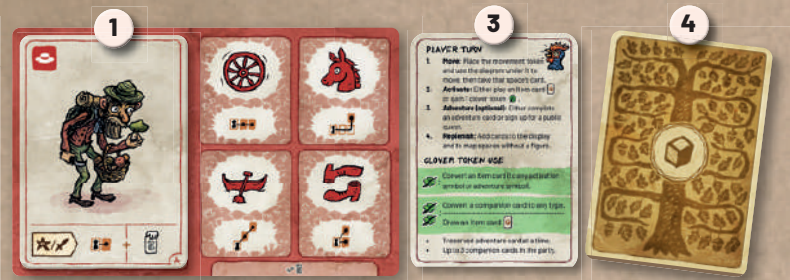 1
3
4
PLAYER TURN
1. Move: Place the movement token
and use the diagram under it to
move, then take that space's card.
2. Activate: Either play an item card
or gain 1 clover token
3. Adventure (optional): Either complete
an adventure card or sign up for a public
quest.
4. Replenish: Add cards to the display
and to map spaces without a figure.
CLOVER TOKEN USE
Convert an item card to any activation
symbol or adventure symbol.
Convert a companion card to any type.
Draw an item card
• adventure card at a time.
• Up to 3 companion cards in the party.